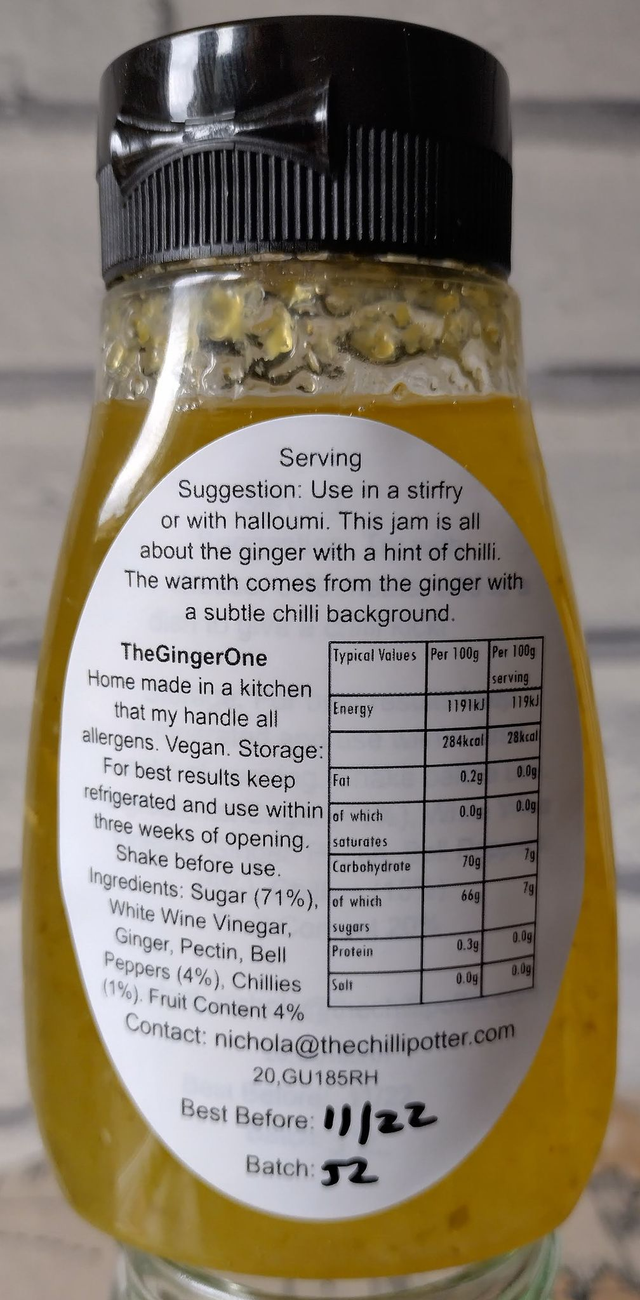 Serving
Suggestion: Use in a stirfry
or with halloumi. This jam is all
about the ginger with a hint of chilli.
The warmth comes from the ginger with
a subtle chilli background.
TheGingerOne
Home made in a kitchen
that my handle all
allergens. Vegan. Storage:
For best results keep
refrigerated and use within
three weeks of opening.
Shake before use.
Ingredients: Sugar (71%),
White Wine Vinegar,
Ginger, Pectin, Bell
Peppers (4%), Chillies
(1%). Fruit Content 4%
Typical Values Per 100g Per 100g
serving
Energy 1191kJ 119kJ
284kcal 28kcal
Fat 0.2g 0.0g
of which 0.0g 0.0g
saturates
Carbohydrate 70g 7g
of which 66g 7g
sugars
Protein 0.3g 0.0g
Salt 0.0g 0.0g
Contact: nichola@thechillipotter.com
20,GU185RH
Best Before: 11/22
Batch: 52